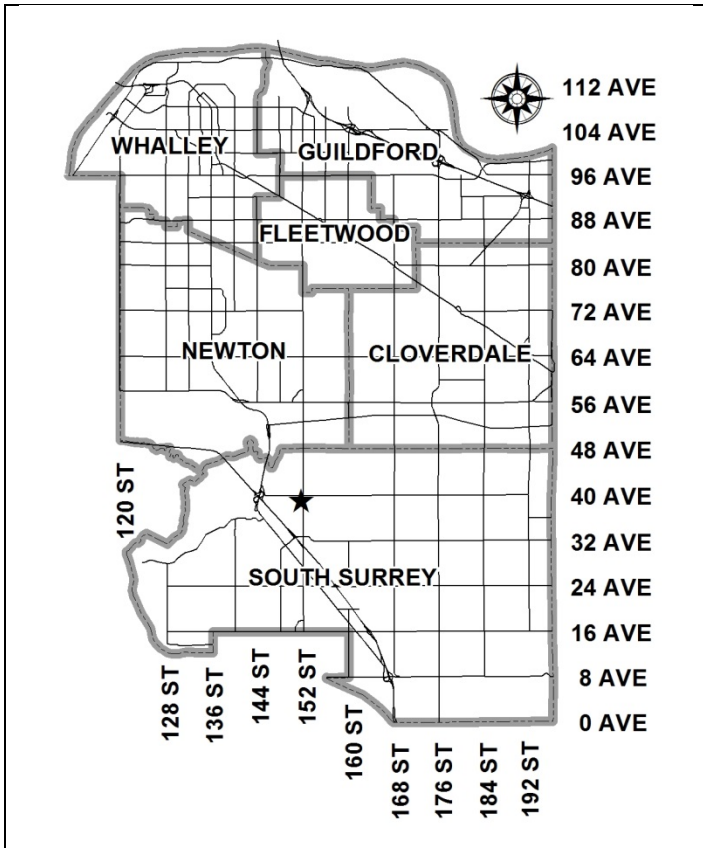 112 AVE
104 AVE
WHALLEY
GUILDFORD
96 AVE
88 AVE
FLEETWOOD
80 AVE
72 AVE
NEWTON
CLOVERDALE
64 AVE
56 AVE
48 AVE
120 ST
40 AVE
32 AVE
SOUTH SURREY
24 AVE
16 AVE
128 ST
136 ST
144 ST
152 ST
160 ST
8 AVE
0 AVE
168 ST
176 ST
184 ST
192 ST